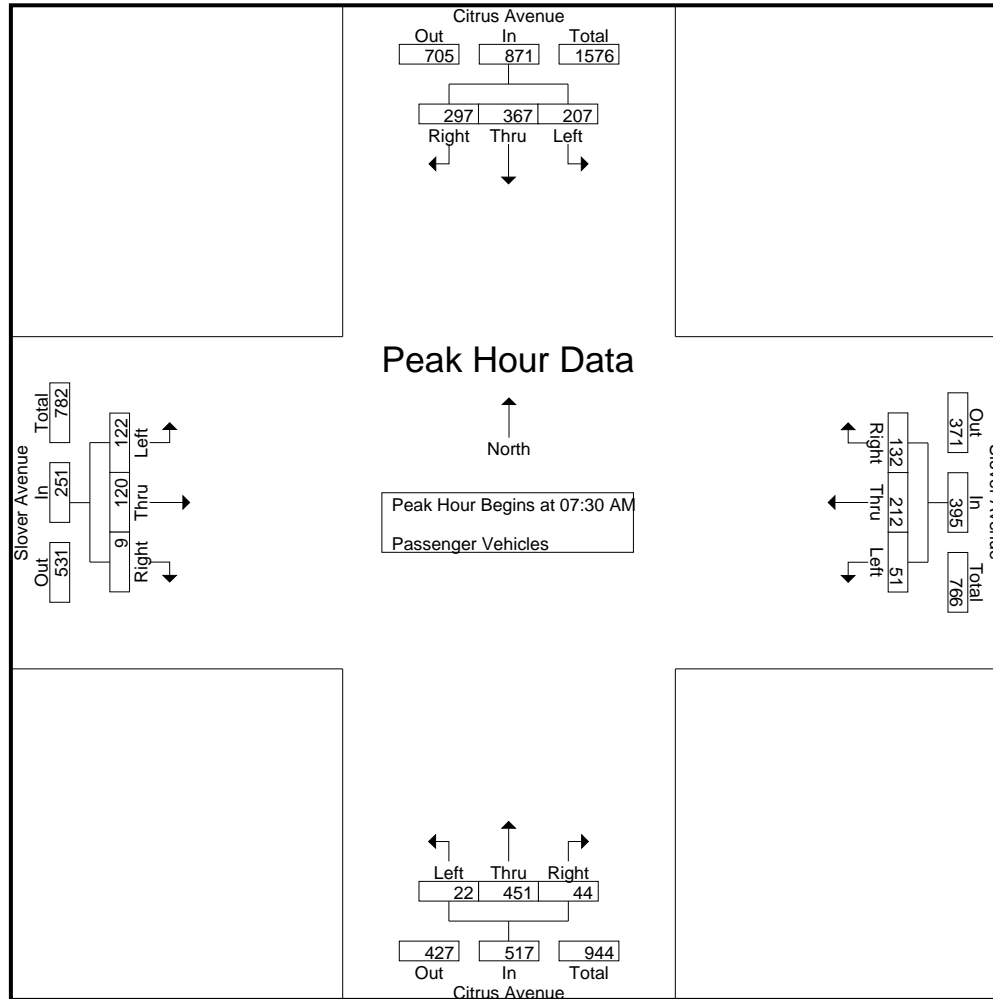 Citrus Avenue
Out In Total
705 871 1576
297 367 207
Right Thru Left
Peak Hour Data
North
Peak Hour Begins at 07:30 AM
Passenger Vehicles
Slover Avenue
Out In Total
531 251 782
Left Thru Right
122 120 9
Out In Total
371 395 766
Right Thru Left
132 212 51
Left Thru Right
22 451 44
427 517 944
Out In Total
Citrus Avenue